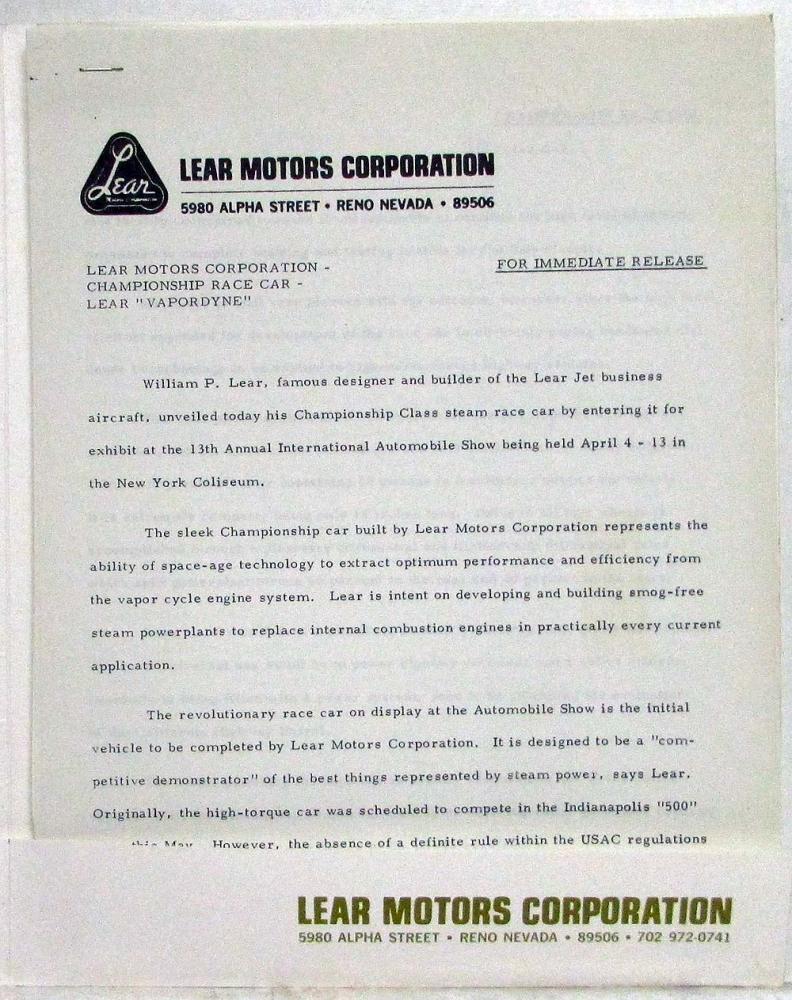 Lear
LEAR MOTORS CORPORATION
5980 ALPHA STREET • RENO NEVADA • 89506
LEAR MOTORS CORPORATION -
CHAMPIONSHIP RACE CAR -
LEAR "VAPORDYNE"
FOR IMMEDIATE RELEASE
William P. Lear, famous designer and builder of the Lear Jet business
aircraft, unveiled today his Championship Class steam race car by entering it for
exhibit at the 13th Annual International Automobile Show being held April 4 - 13 in
the New York Coliseum.
The sleek Championship car built by Lear Motors Corporation represents the
ability of space-age technology to extract optimum performance and efficiency from
the vapor cycle engine system. Lear is intent on developing and building smog-free
steam powerplants to replace internal combustion engines in practically every current
application.
The revolutionary race car on display at the Automobile Show is the initial
vehicle to be completed by Lear Motors Corporation. It is designed to be a "com-
petitive demonstrator" of the best things represented by steam power, says Lear.
Originally, the high-torque car was scheduled to compete in the Indianapolis "500"
this May. However, the absence of a definite rule within the USAC regulations
LEAR MOTORS CORPORATION
5980 ALPHA STREET • RENO NEVADA • 89506 • 702 972-0741